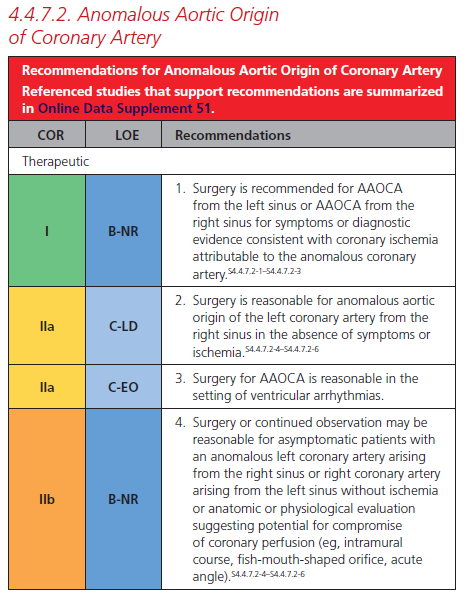 4.4.7.2. Anomalous Aortic Origin
of Coronary Artery
Recommendations for Anomalous Aortic Origin of Coronary Artery
Referenced studies that support recommendations are summarized
in Online Data Supplement 51.
COR LOE Recommendations
Therapeutic
I B-NR 1. Surgery is recommended for AAOCA
from the left sinus or AAOCA from the
right sinus for symptoms or diagnostic
evidence consistent with coronary ischemia
attributable to the anomalous coronary
artery.S4.4.7.2-1–S4.4.7.2-3
IIa C-LD 2. Surgery is reasonable for anomalous aortic
origin of the left coronary artery from the
right sinus in the absence of symptoms or
ischemia.S4.4.7.2-4–S4.4.7.2-6
IIa C-EO 3. Surgery for AAOCA is reasonable in the
setting of ventricular arrhythmias.
IIb B-NR 4. Surgery or continued observation may be
reasonable for asymptomatic patients with
an anomalous left coronary artery arising
from the right sinus or right coronary artery
arising from the left sinus without ischemia
or anatomic or physiological evaluation
suggesting potential for compromise
of coronary perfusion (eg, intramural
course, fish-mouth-shaped orifice, acute
angle).S4.4.7.2-4–S4.4.7.2-6